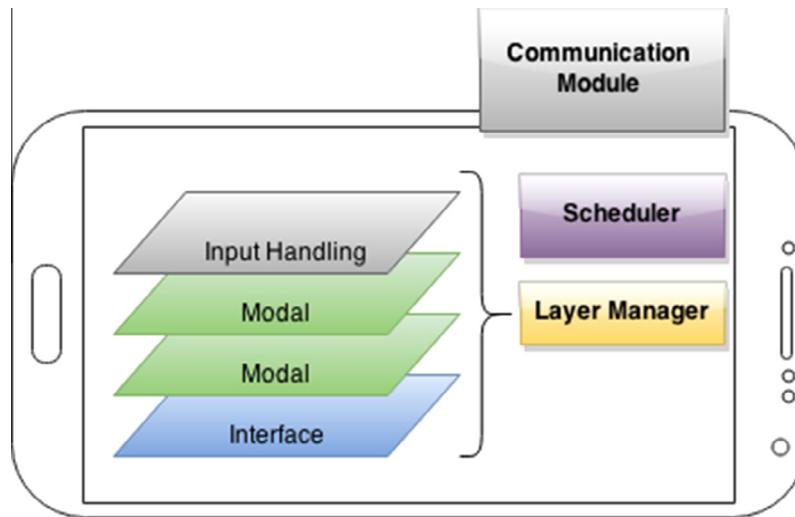 Communication
Module
Scheduler
Input Handling
Modal
Layer Manager
Modal
Interface